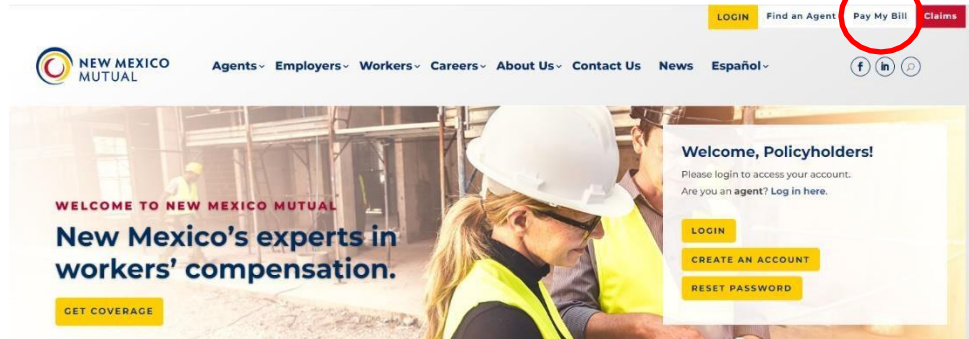 LOGIN Find an Agent Pay My Bill Claims
NEW MEXICO
MUTUAL
Agents Employers Workers Careers About Us Contact Us News Español
f in
WELCOME TO NEW MEXICO MUTUAL
New Mexico's experts in
workers' compensation.
GET COVERAGE
Welcome, Policyholders!
Please login to access your account.
Are you an agent? Log in here.
LOGIN
CREATE AN ACCOUNT
RESET PASSWORD